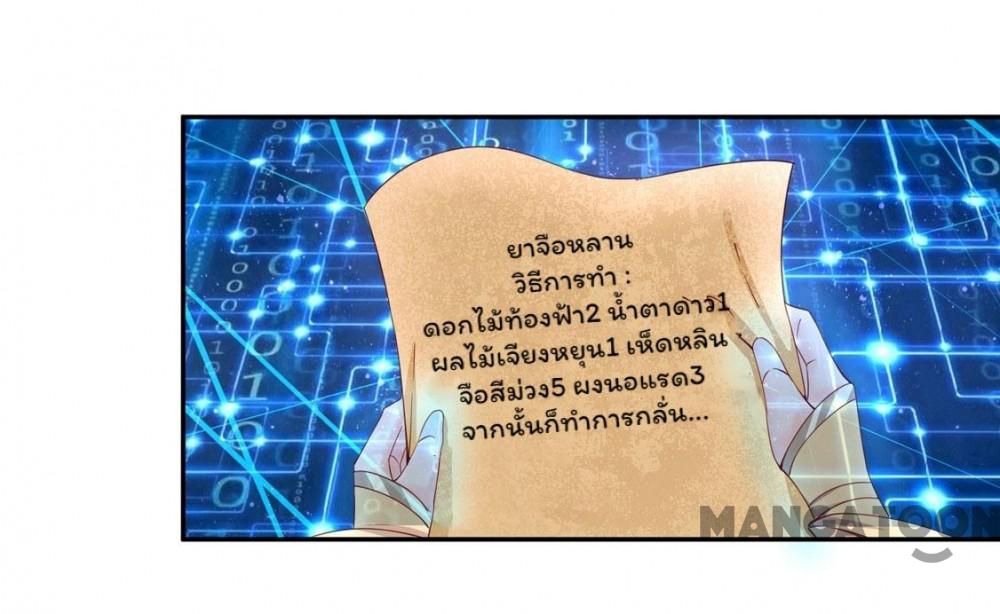 ยาจือหลาน
วิธีการทำ :
ดอกไม้ท้องฟ้า2 น้ำตาดาว1
ผลไม้เจียงหยุน1 เห็ดหลิน
จือสีม่วง5 ผงนอแรด3
จากนั้นก็ทำการกลั่น...
MANGATOON